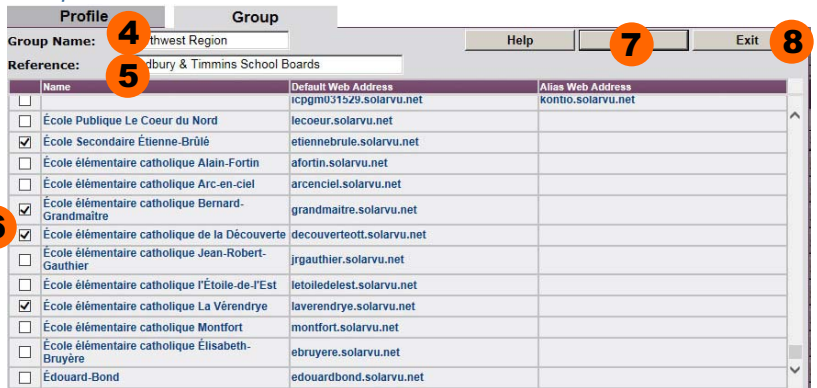 Profile Group
4
Group Name: thwest Region Help 7 Exit 8
Reference: 5 dbury & Timmins School Boards
Name Default Web Address Alias Web Address
icpgm031529.solarvu.net kontio.solarvu.net
École Publique Le Coeur du Nord lecoeur.solarvu.net
École Secondaire Étienne-Brûlé etiennebrule.solarvu.net
École élémentaire catholique Alain-Fortin afortin.solarvu.net
École élémentaire catholique Arc-en-ciel arcenciel.solarvu.net
École élémentaire catholique Bernard-
Grandmaître grandmaitre.solarvu.net
6
École élémentaire catholique de la Découverte decouverteott.solarvu.net
École élémentaire catholique Jean-Robert-
Gauthier jrgauthier.solarvu.net
École élémentaire catholique l'Étoile-de-l'Est letoiledelest.solarvu.net
École élémentaire catholique La Vérendrye laverendrye.solarvu.net
École élémentaire catholique Montfort montfort.solarvu.net
École élémentaire catholique Élisabeth-
Bruyère ebruyere.solarvu.net
Édouard-Bond edouardbond.solarvu.net